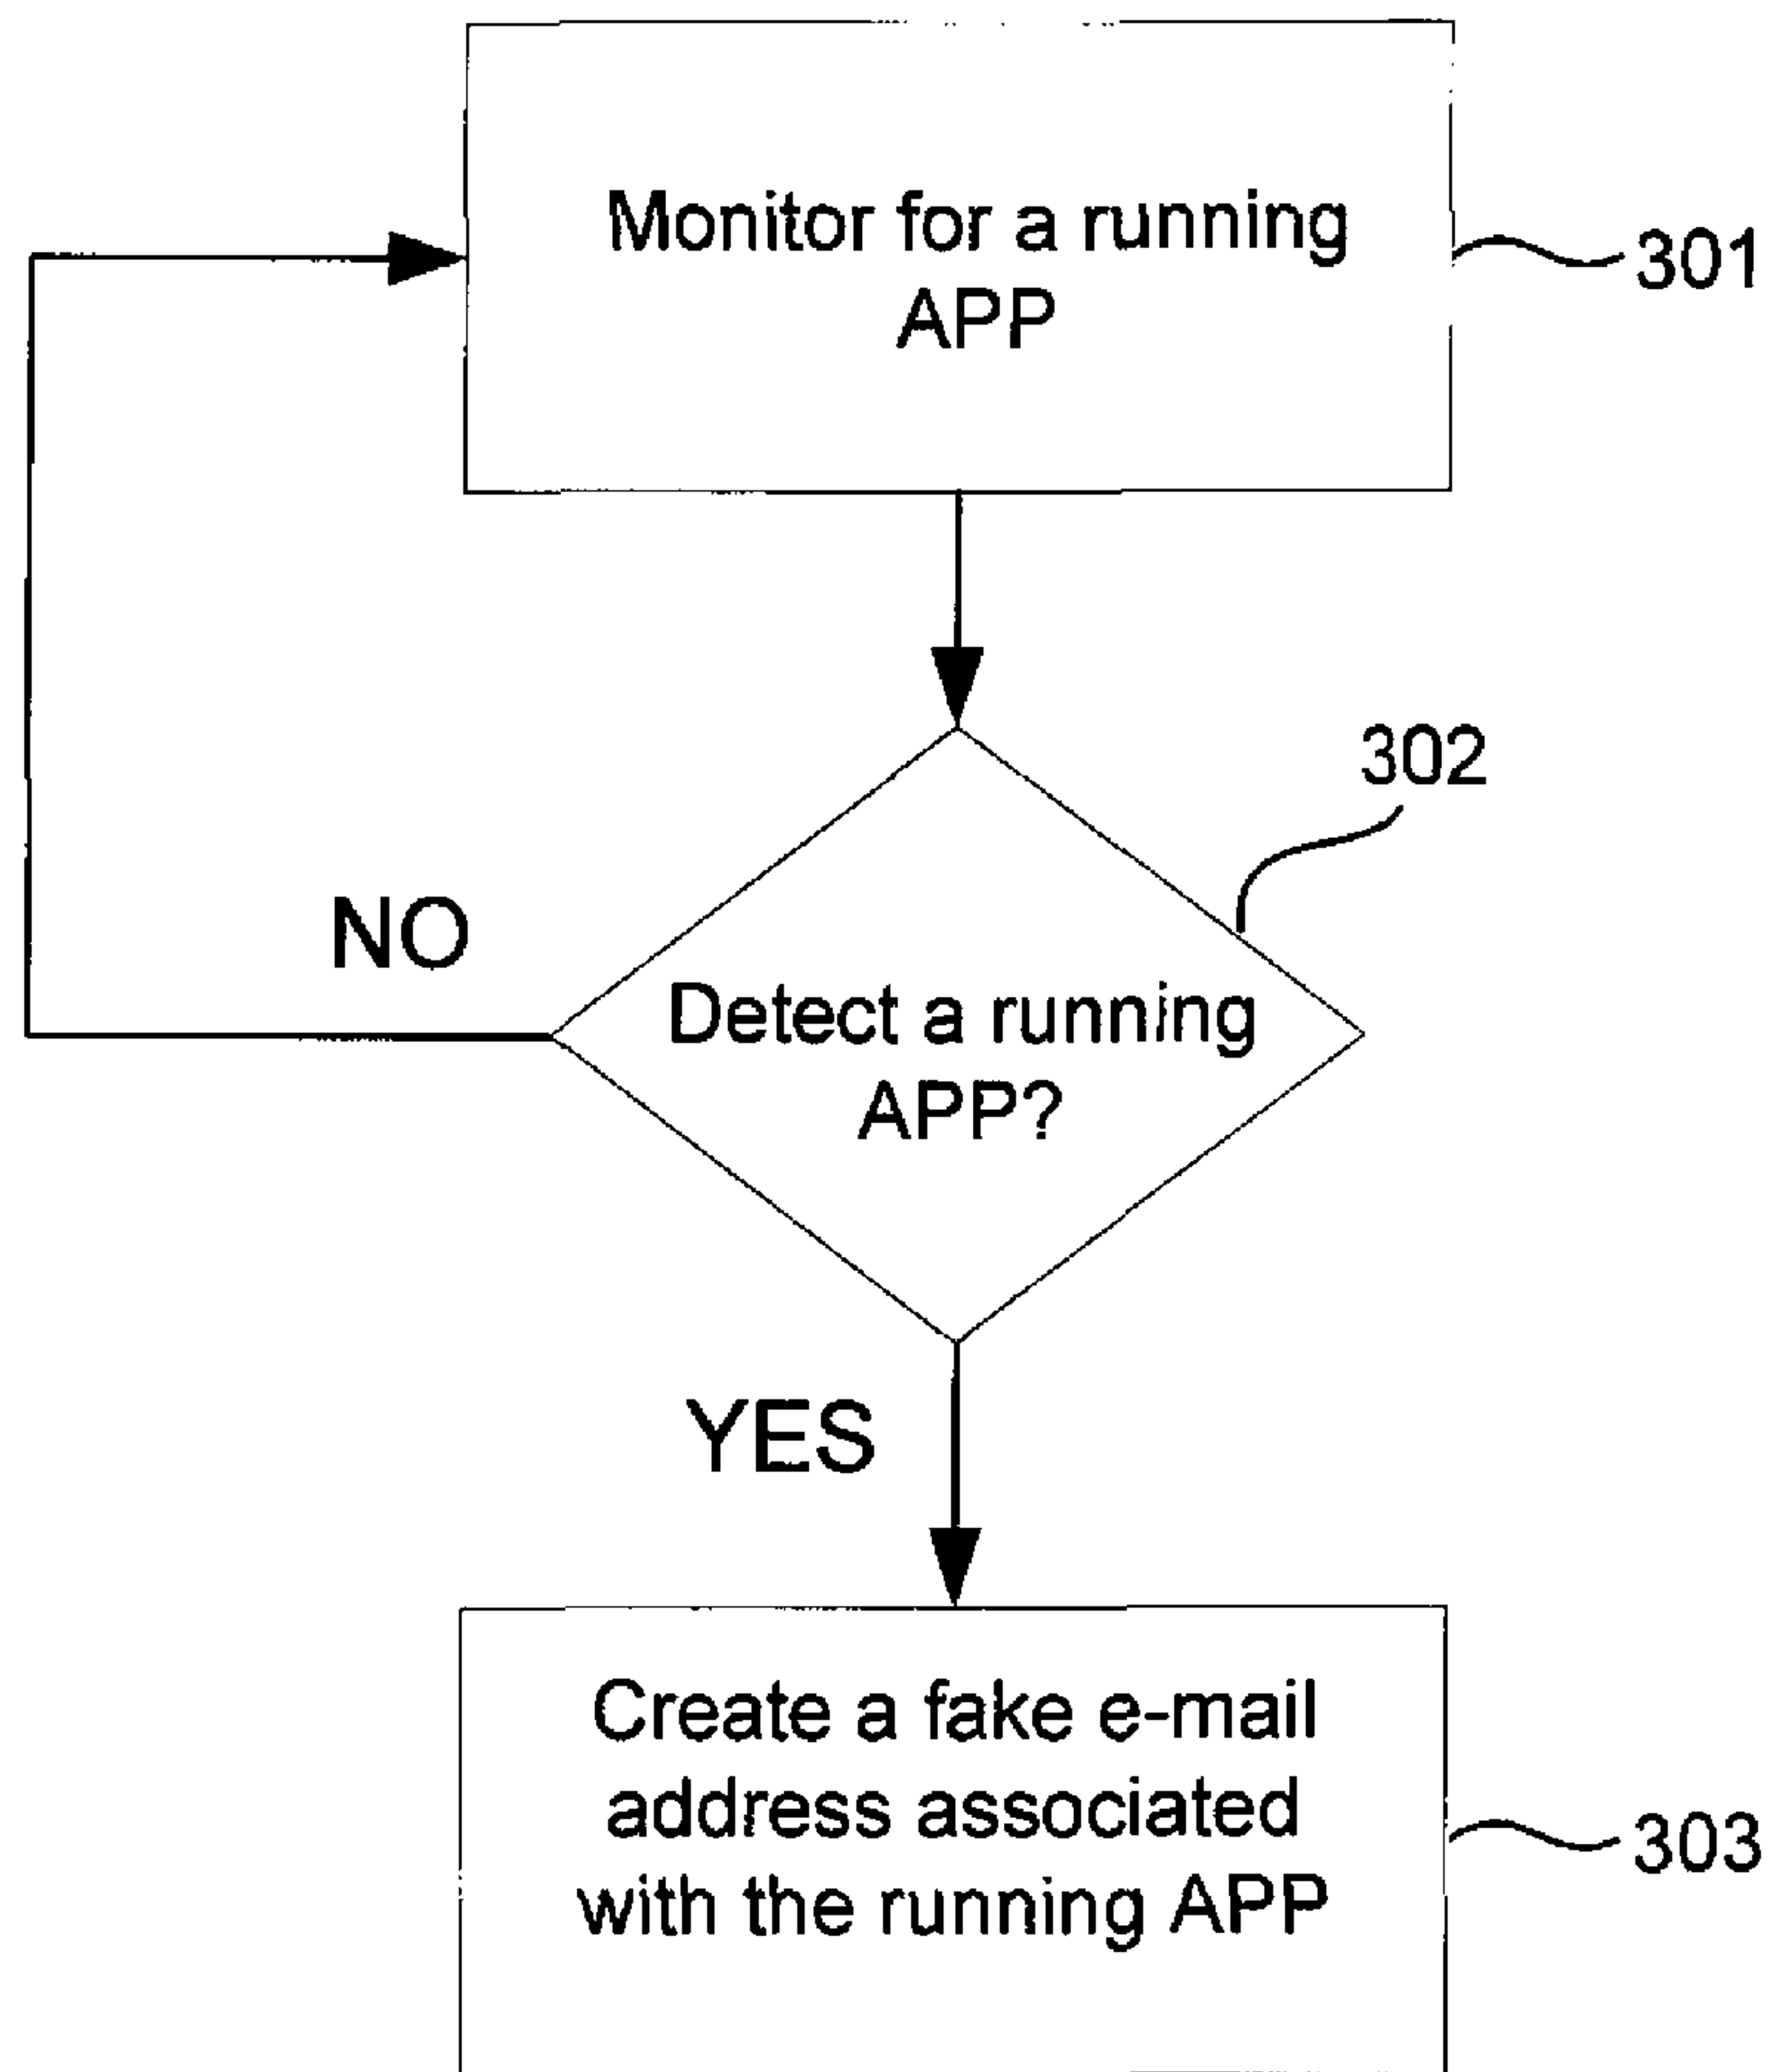 Monitor for a running
APP
301
302
NO
Detect a running
APP?
YES
Create a fake e-mail
address associated
with the running APP
303